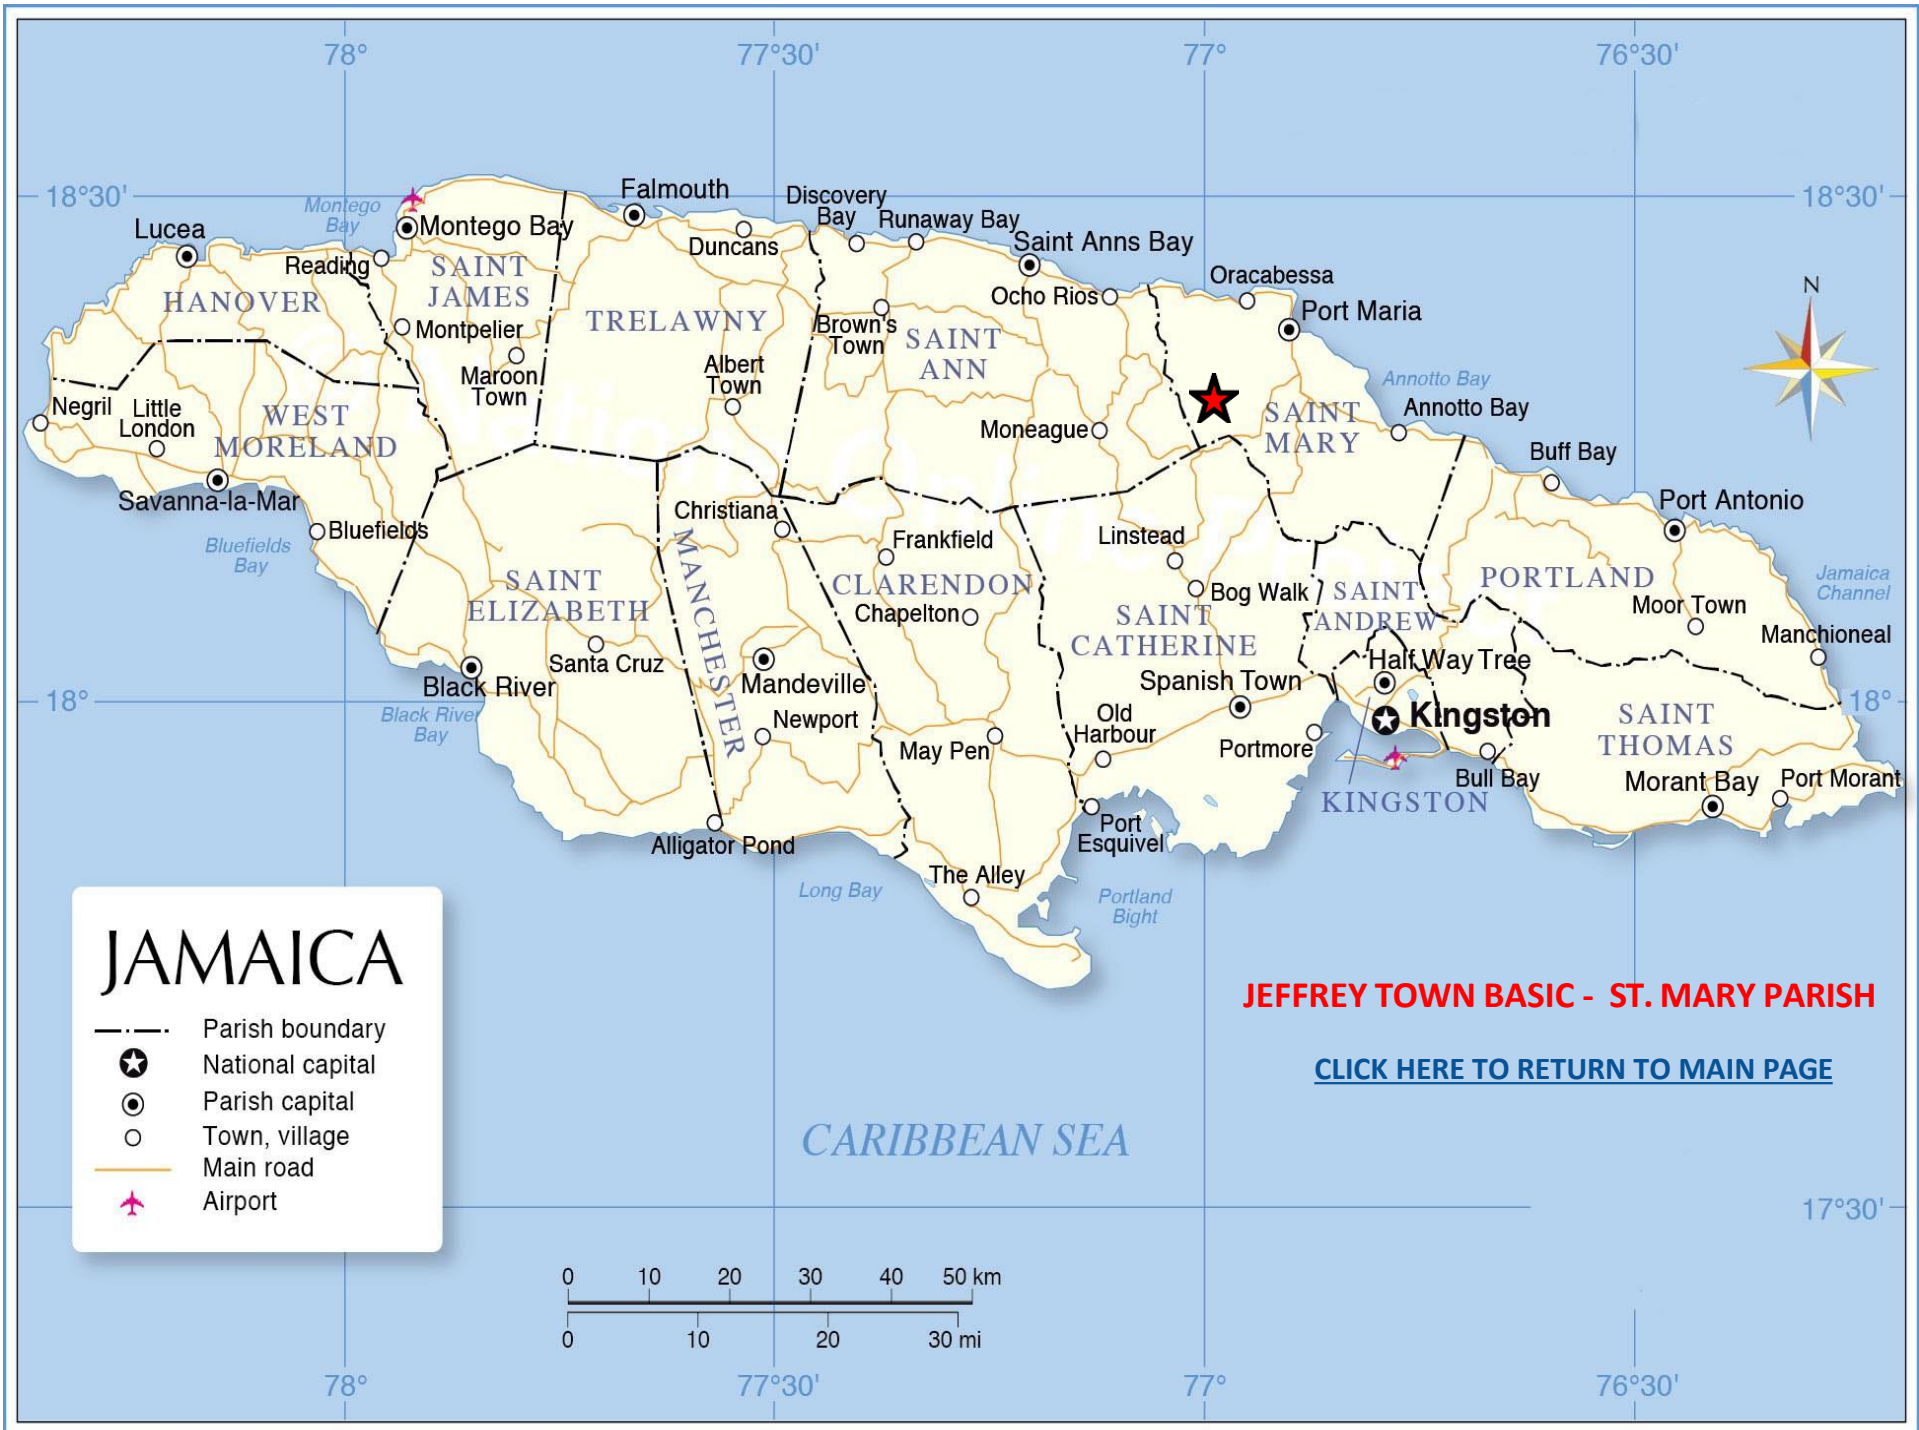 78°
77°30'
77°
76°30'
18°30'
18°30'
Montego
Bay
Lucea
Montego Bay
Falmouth
Discovery
Bay
Runaway Bay
Duncans
Saint Anns Bay
Reading
SAINT
JAMES
HANOVER
Ocho Rios
Oracabessa
Port Maria
N
Montpelier
TRELAWNY
Brown's
Town
SAINT
ANN
Maroon
Town
Albert
Town
Annotto Bay
Annotto Bay
Negril
Little
London
WEST
MORELAND
Moneague
SAINT
MARY
Buff Bay
Savanna-la-Mar
Port Antonio
Bluefields
Bluefields
Bay
Christiana
Frankfield
Linstead
MANCHESTER
SAINT
ELIZABETH
CLARENDON
Chapelton
Bog Walk
SAINT
CATHERINE
SAINT
ANDREW
PORTLAND
Moor Town
Jamaica
Channel
Manchioneal
Santa Cruz
Half Way Tree
Black River
Mandeville
Spanish Town
18°
18°
Black River
Bay
Newport
Old
Harbour
Kingston
SAINT
THOMAS
May Pen
Portmore
Bull Bay
Morant Bay
Port Morant
KINGSTON
Alligator Pond
Port
Esquivel
The Alley
Long Bay
Portland
Bight
JAMAICA
Parish boundary
National capital
Parish capital
Town, village
Main road
Airport
JEFFREY TOWN BASIC - ST. MARY PARISH
CLICK HERE TO RETURN TO MAIN PAGE
CARIBBEAN SEA
17°30'
0 10 20 30 40 50 km
0 10 20 30 mi
78°
77°30'
77°
76°30'